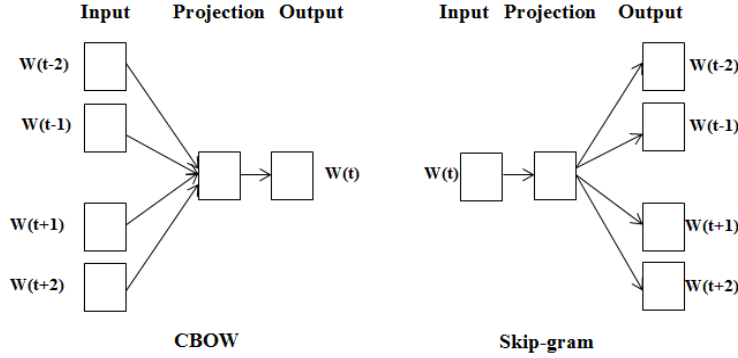 Input Projection Output
W(t-2)
W(t-1)
W(t)
W(t+1)
W(t+2)
CBOW
Input Projection Output
W(t-2)
W(t-1)
W(t)
W(t+1)
W(t+2)
Skip-gram